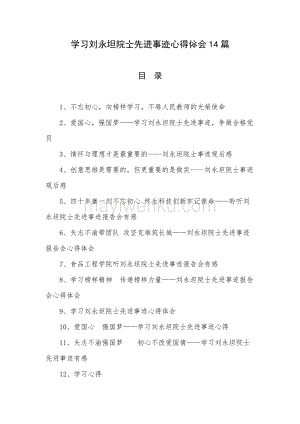 学习刘永坦院士先进事迹心得体会 14 篇
目 录
1、不忘初心，向榜样学习，不辱人民教师的光荣使命
2、爱国心，强国梦——学习刘永坦院士先进事迹，争做合格党
员
3、情怀与理想才是最重要的——刘永坦院士事迹观后感
4、创意思维是需要的，但更重要的是做实——刘永坦院士事迹
观后感
5、四十年第一刻不忘初心 终生科技创新牢记使命——聆听刘
永坦院士先进事迹报告会有感
6、矢志不渝带团队 攻坚克难筑长城——刘永坦院士先进事迹
报告会心得体会
7、食品工程学院听刘永坦院士先进事迹报告会有感
8、学习榜样精神 传递榜样力量——刘永坦院士先进事迹报告
会心得体会
9、学习刘永坦院士先进事迹心得体会
10、爱国心 强国梦——学习刘永坦院士先进事迹心得
11、矢志不渝强国梦 初心不改爱国情——学习刘永坦院士先
进事迹有感
12、学习心得